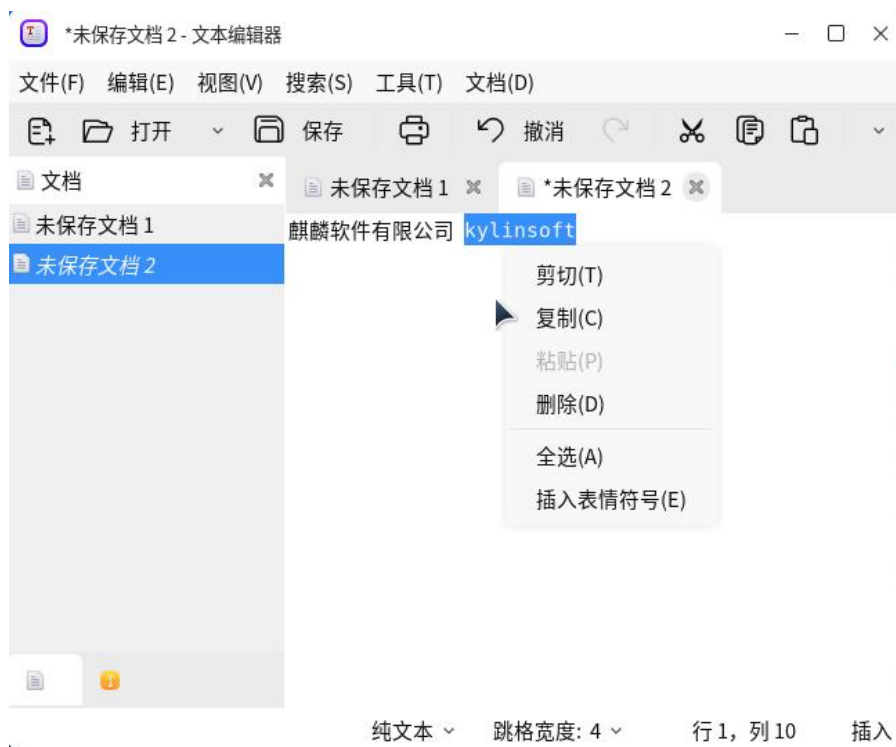 *未保存文档 2 - 文本编辑器
文件(F) 编辑(E) 视图(V) 搜索(S) 工具(T) 文档(D)
打开 保存 撤消
文档
未保存文档 1
未保存文档 2
未保存文档 1 *未保存文档 2
麒麟软件有限公司 kylinsoft
剪切(T)
复制(C)
粘贴(P)
删除(D)
全选(A)
插入表情符号(E)
纯文本 跳格宽度: 4 行 1，列 10 插入